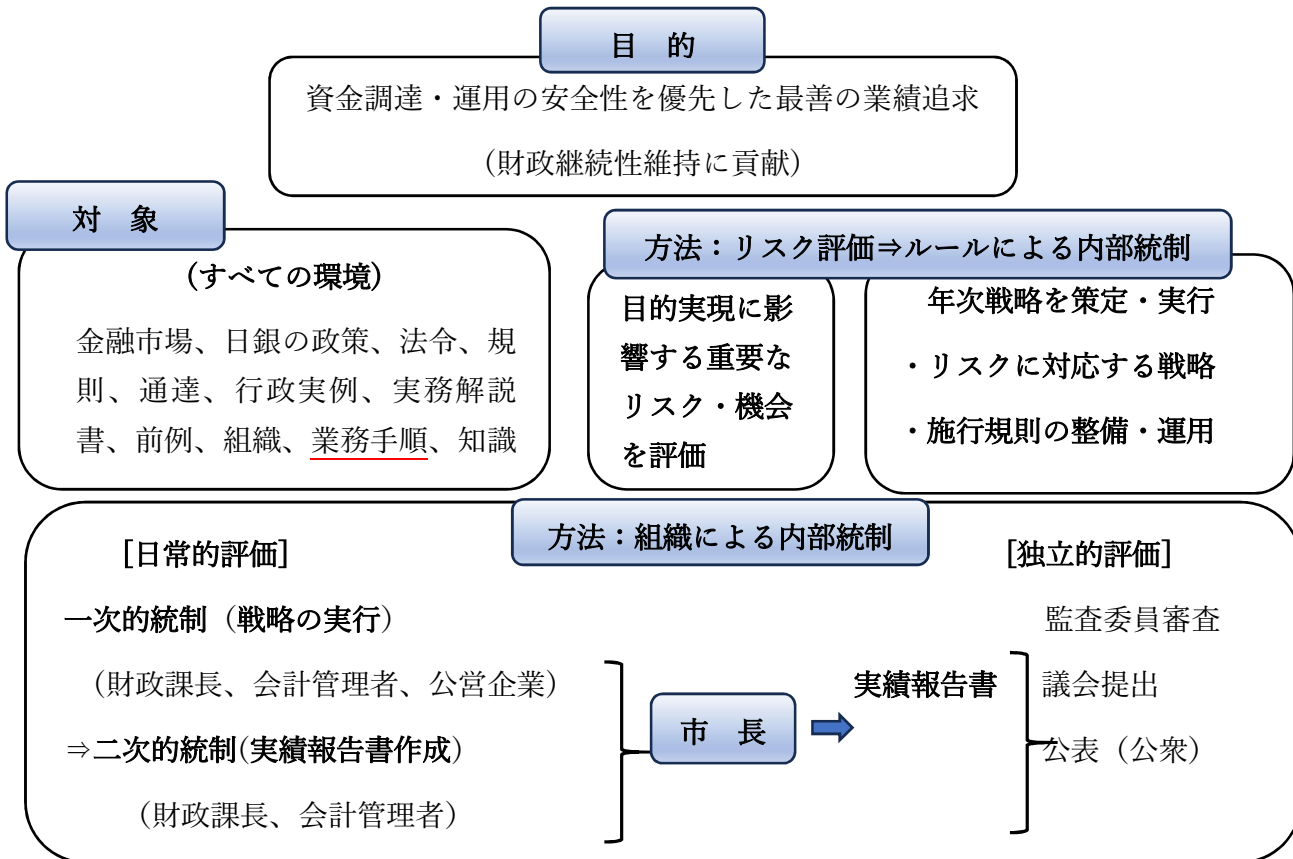 目　的
資金調達・運用の安全性を優先した最善の業績追求
（財政継続性維持に貢献）
対　象
（すべての環境）
金融市場、日銀の政策、法令、規
則、通達、行政実例、実務解説
書、前例、組織、業務手順、知識
方法：リスク評価⇒ルールによる内部統制
目的実現に影
響する重要な
リスク・機会
を評価
年次戦略を策定・実行
・リスクに対応する戦略
・施行規則の整備・運用
方法：組織による内部統制
［日常的評価］
一次的統制（戦略の実行）
（財政課長、会計管理者、公営企業）
⇒二次的統制(実績報告書作成)
（財政課長、会計管理者）
市　長
実績報告書
［独立的評価］
監査委員審査
議会提出
公表（公衆）